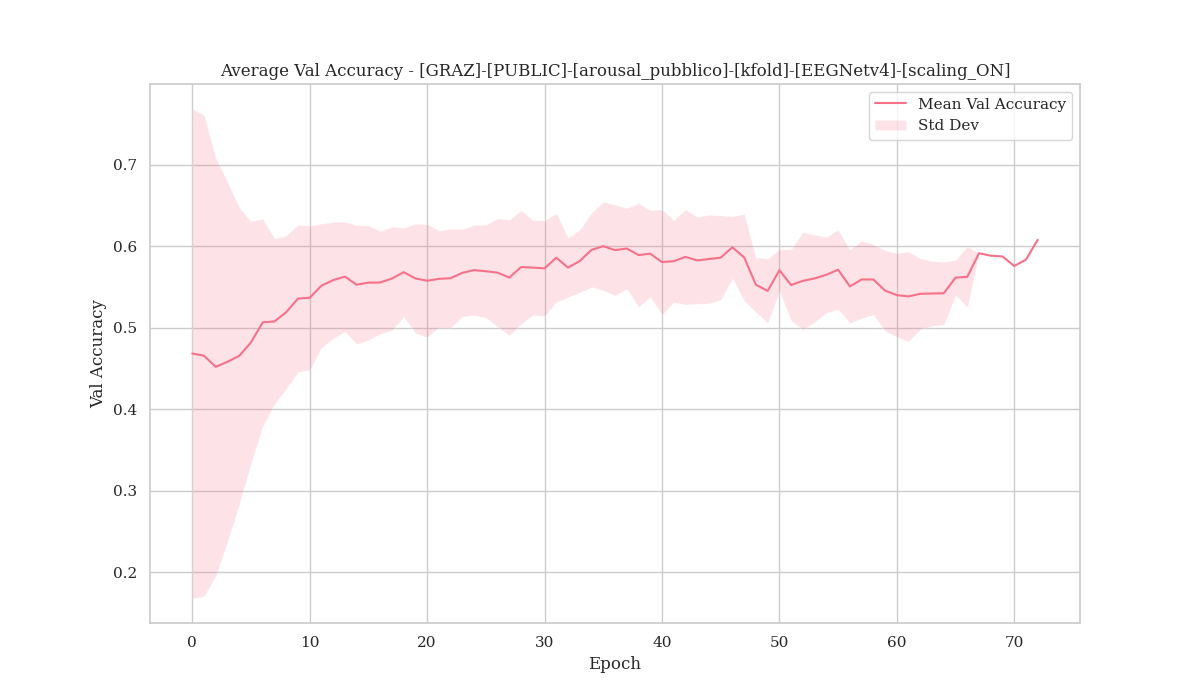 Average Val Accuracy - [GRAZ]-[PUBLIC]-[arousal_pubblico]-[kfold]-[EEGNetv4]-[scaling_ON]
Mean Val Accuracy
Std Dev
0.7
0.6
0.5
0.4
0.3
0.2
Val Accuracy
0 10 20 30 40 50 60 70
Epoch